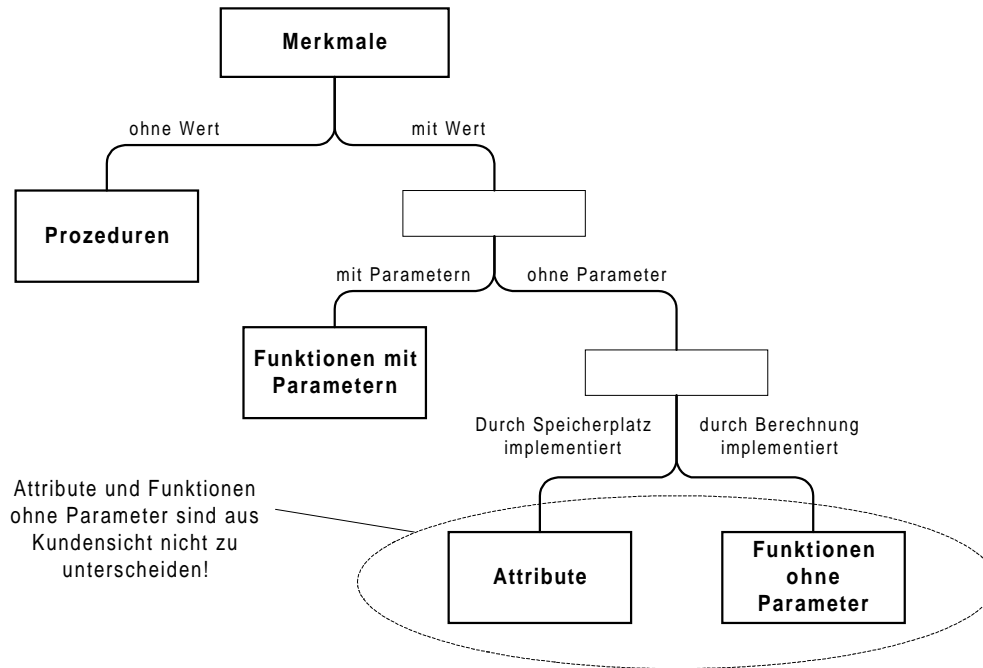 Merkmale
ohne Wert
mit Wert
Prozeduren
mit Parametern
ohne Parameter
Funktionen mit
Parametern
Durch Speicherplatz
implementiert
durch Berechnung
implementiert
Attribute und Funktionen
ohne Parameter sind aus
Kundensicht nicht zu
unterscheiden!
Attribute
Funktionen
ohne
Parameter